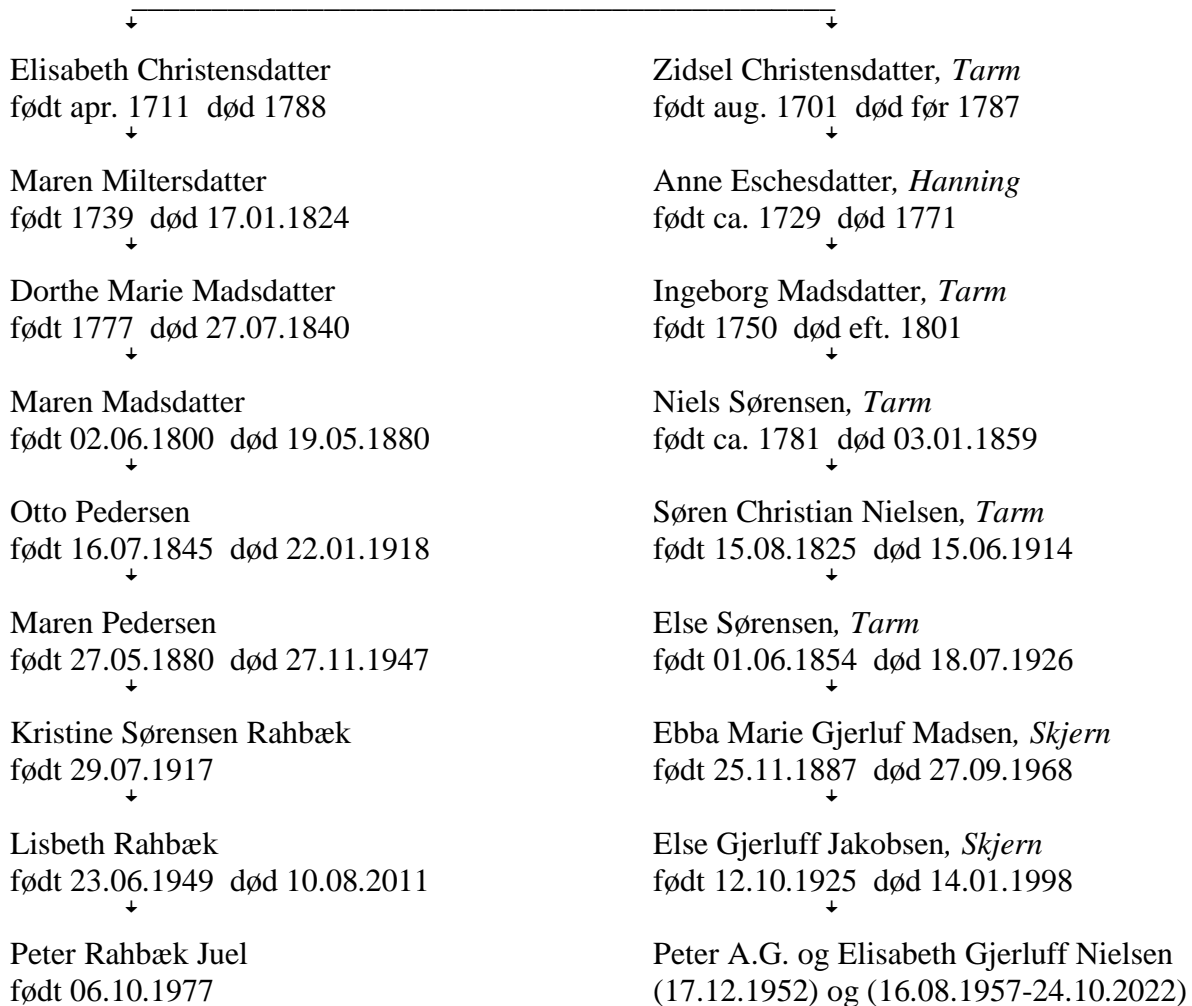 Elisabeth Christensdatter
født apr. 1711 død 1788
Maren Miltersdatter
født 1739 død 17.01.1824
Dorthe Marie Madsdatter
født 1777 død 27.07.1840
Maren Madsdatter
født 02.06.1800 død 19.05.1880
Otto Pedersen
født 16.07.1845 død 22.01.1918
Maren Pedersen
født 27.05.1880 død 27.11.1947
Kristine Sørensen Rahbæk
født 29.07.1917
Lisbeth Rahbæk
født 23.06.1949 død 10.08.2011
Peter Rahbæk Juel
født 06.10.1977
Zidsel Christensdatter, Tarm
født aug. 1701 død før 1787
Anne Eschesdatter, Hanning
født ca. 1729 død 1771
Ingeborg Madsdatter, Tarm
født 1750 død eft. 1801
Niels Sørensen, Tarm
født ca. 1781 død 03.01.1859
Søren Christian Nielsen, Tarm
født 15.08.1825 død 15.06.1914
Else Sørensen, Tarm
født 01.06.1854 død 18.07.1926
Ebba Marie Gjerluf Madsen, Skjern
født 25.11.1887 død 27.09.1968
Else Gjerluff Jakobsen, Skjern
født 12.10.1925 død 14.01.1998
Peter A.G. og Elisabeth Gjerluff Nielsen
(17.12.1952) og (16.08.1957-24.10.2022)